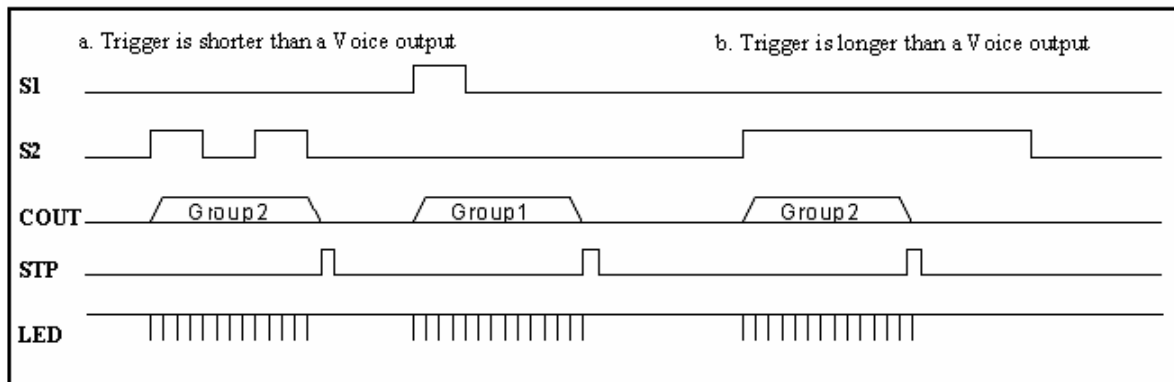 a. Trigger is shorter than a Voice output
b. Trigger is longer than a Voice output
S1
S2
COUT
Group2
Group1
Group2
STP
LED